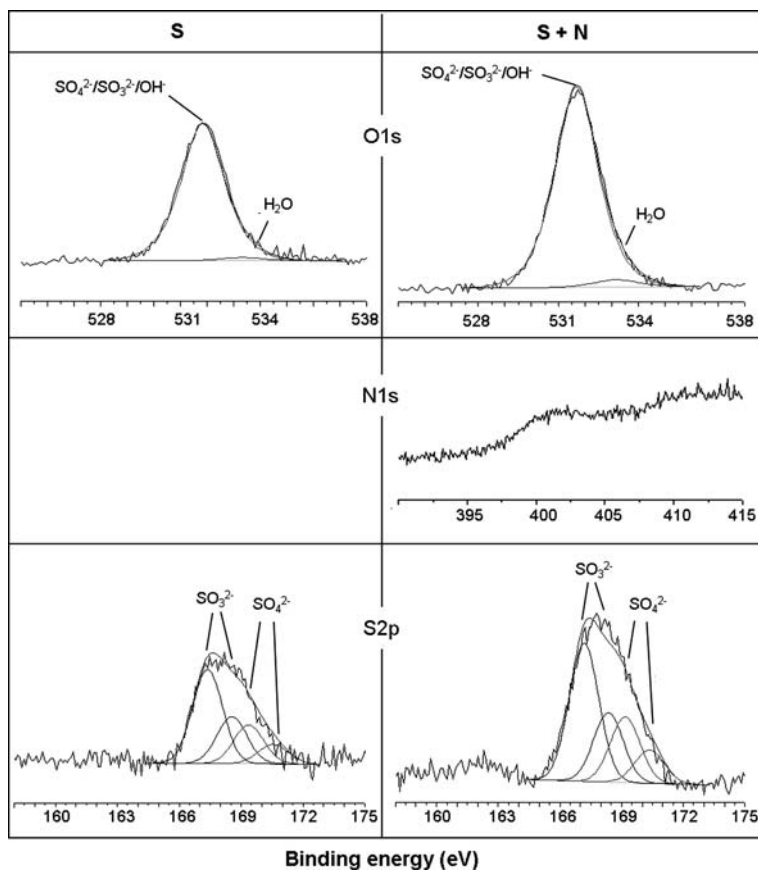 S
S + N
SO₄²⁻/SO₃²⁻/OH⁻
SO₄²⁻/SO₃²⁻/OH⁻
O1s
H₂O
H₂O
528 531 534 538
528 531 534 538
N1s
395 400 405 410 415
SO₃²⁻ SO₄²⁻
SO₃²⁻
SO₄²⁻
S2p
160 163 166 169 172 175
160 163 166 169 172 175
Binding energy (eV)